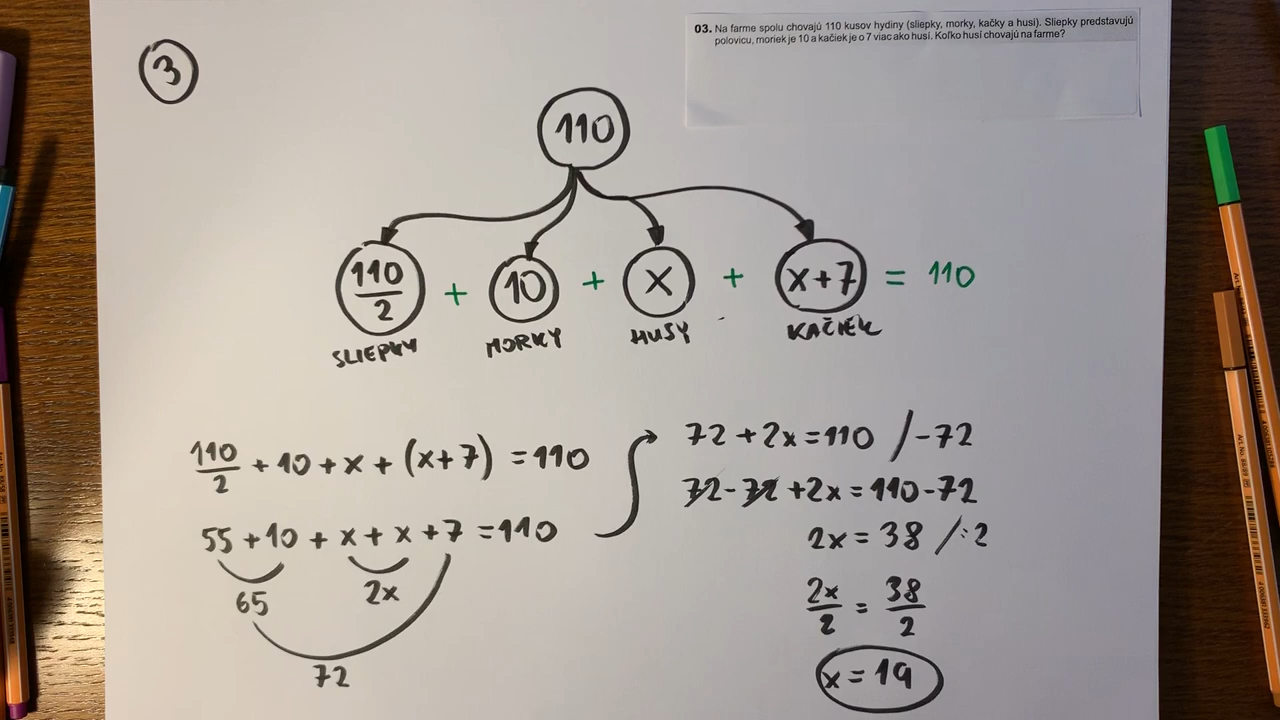 3
03. Na farme spolu chovajú 110 kusov hydiny (sliepky, morky, kačky a husi). Sliepky predstavujú
polovicu, moriek je 10 a kačiek je o 7 viac ako husí. Koľko husí chovajú na farme?
110
110/2 + 10 + x + x+7 = 110
SLIEPKY MORKY HUSY KAČIEK
110/2 + 10 + x + (x+7) = 110
55 + 10 + x + x + 7 = 110
65 2x
72
72 + 2x = 110 /-72
72 - 72 + 2x = 110 - 72
2x = 38 /:2
2x/2 = 38/2
x = 19